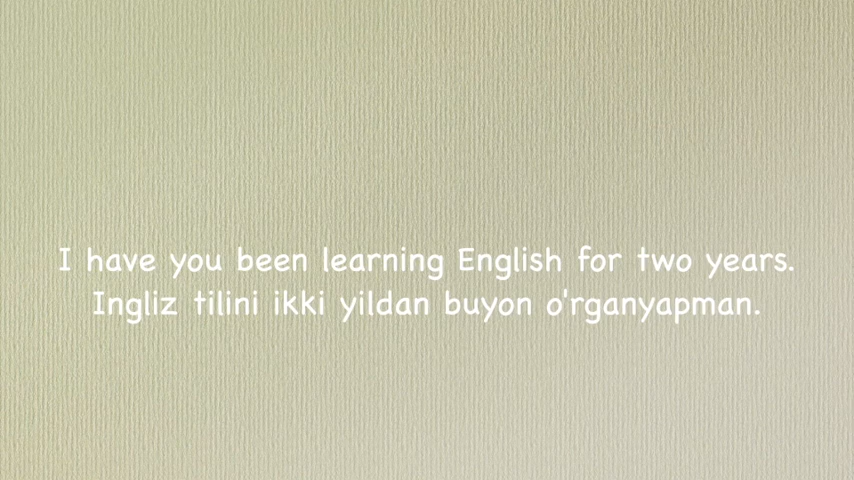 I have you been learning English for two years.
Ingliz tilini ikki yildan buyon o'rganyapman.